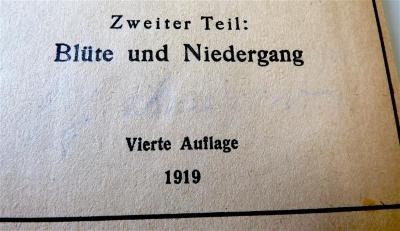 Zweiter Teil:
Blüte und Niedergang
Vierte Auflage
1919